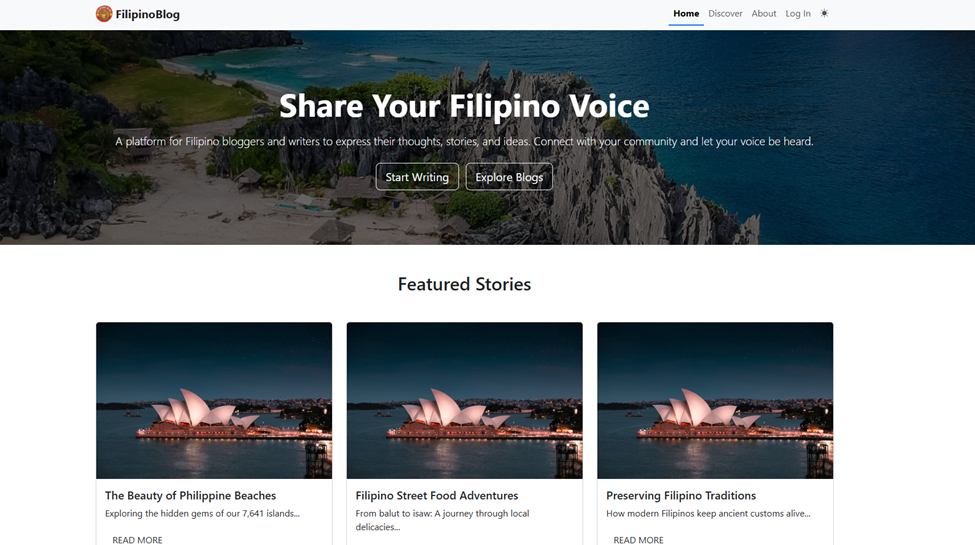 FilipinoBlog
Home Discover About Log In
Share Your Filipino Voice
A platform for Filipino bloggers and writers to express their thoughts, stories, and ideas. Connect with your community and let your voice be heard.
Start Writing Explore Blogs
Featured Stories
The Beauty of Philippine Beaches
Exploring the hidden gems of our 7,641 islands...
READ MORE
Filipino Street Food Adventures
From balut to isaw: A journey through local
delicacies...
Preserving Filipino Traditions
How modern Filipinos keep ancient customs alive...
READ MORE